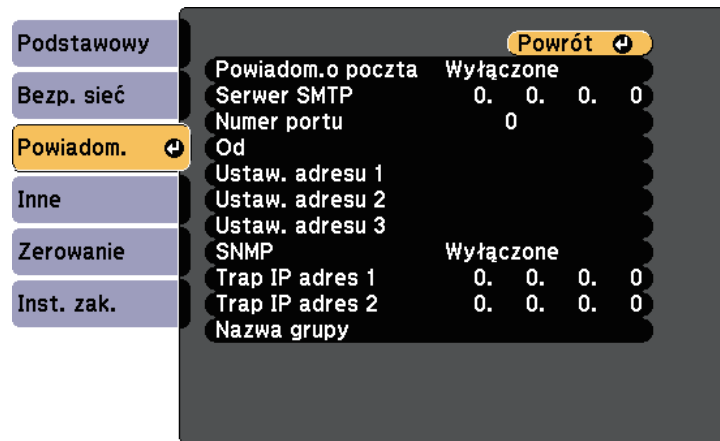 Podstawowy
Bezp. sieć
Powiadom.
Inne
Zerowanie
Inst. zak.
Powrót
Powiadom.o poczta Wyłączone
Serwer SMTP 0. 0. 0. 0
Numer portu 0
Od
Ustaw. adresu 1
Ustaw. adresu 2
Ustaw. adresu 3
SNMP Wyłączone
Trap IP adres 1 0. 0. 0. 0
Trap IP adres 2 0. 0. 0. 0
Nazwa grupy